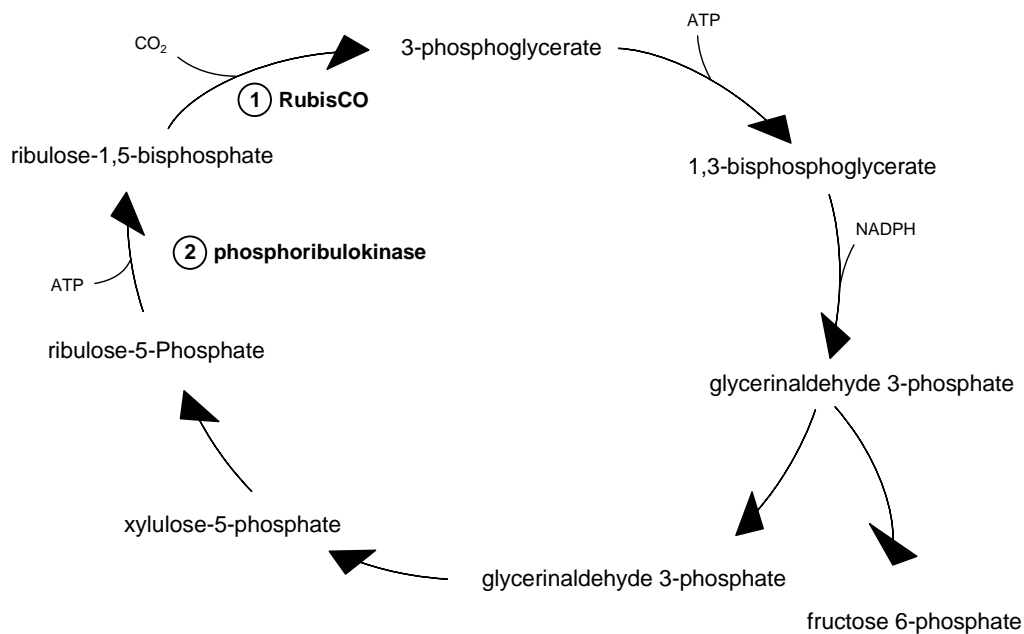 ATP
CO₂
3-phosphoglycerate
1 RubisCO
ribulose-1,5-bisphosphate
1,3-bisphosphoglycerate
NADPH
2 phosphoribulokinase
ATP
ribulose-5-Phosphate
glycerinaldehyde 3-phosphate
xylulose-5-phosphate
glycerinaldehyde 3-phosphate
fructose 6-phosphate